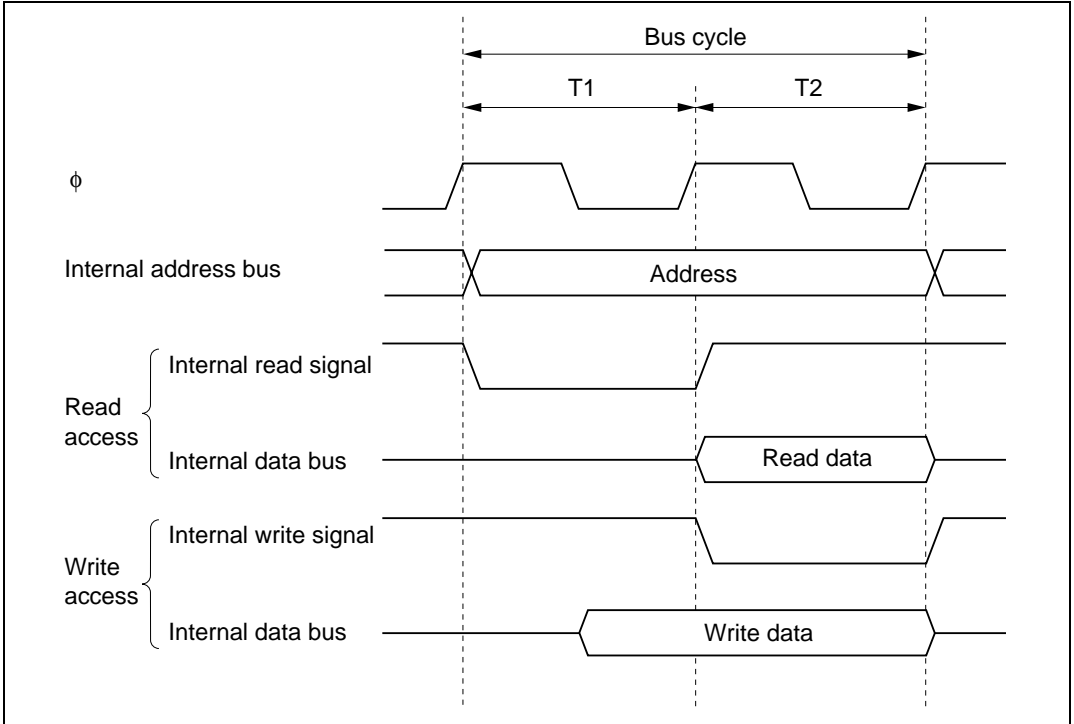 Bus cycle
T1
T2
ϕ
Internal address bus
Address
Internal read signal
Read
access
Internal data bus
Read data
Internal write signal
Write
access
Internal data bus
Write data